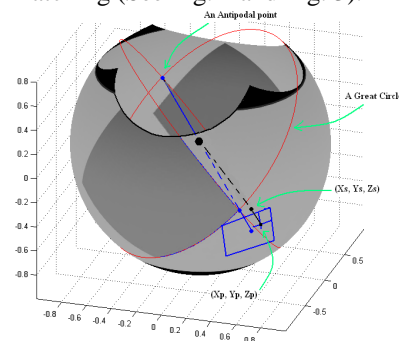 An Antipodal point
A Great Circle
(Xs, Ys, Zs)
(Xp, Yp, Zp)
0.8
0.6
0.4
0.2
0
-0.2
-0.4
-0.6
-0.8
-0.8 -0.6 -0.4 -0.2 0 0.2 0.4 0.6 0.8
-0.5
0
0.5